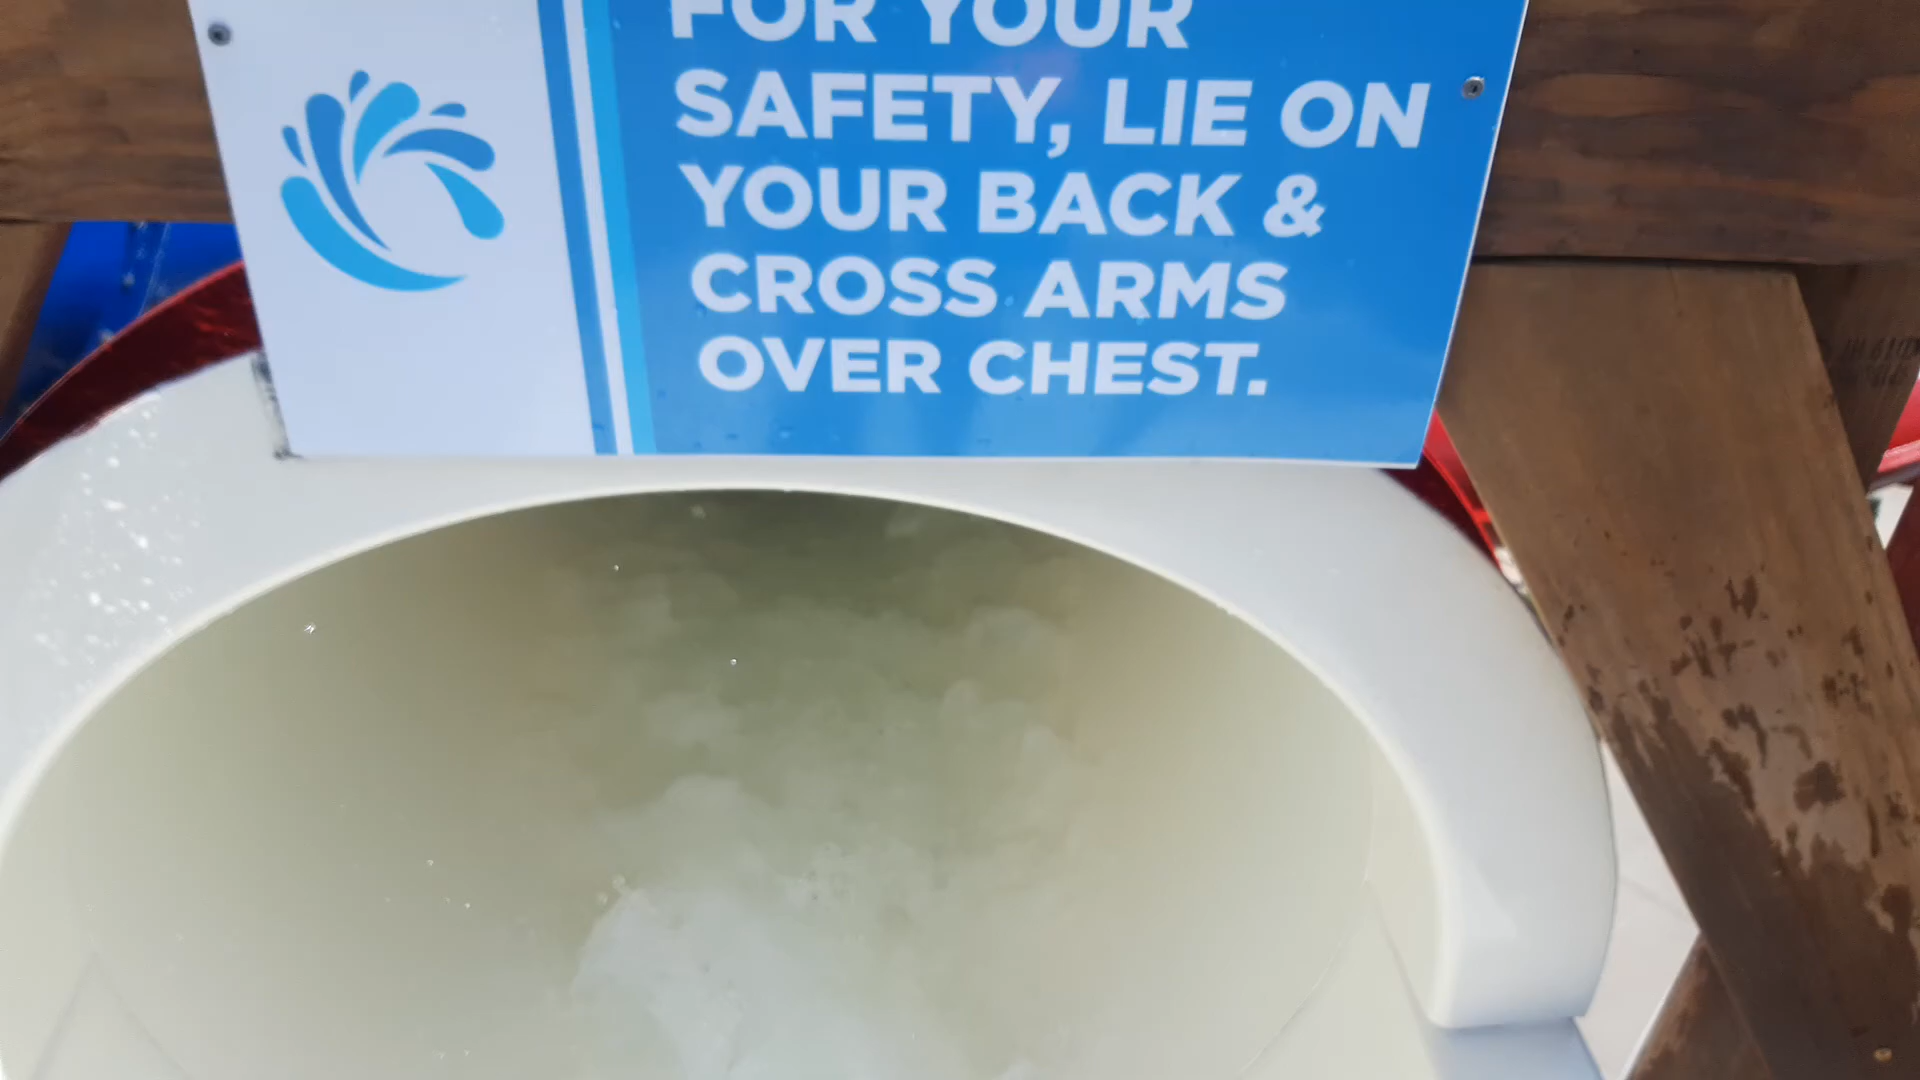 FOR YOUR
SAFETY, LIE ON
YOUR BACK &
CROSS ARMS
OVER CHEST.